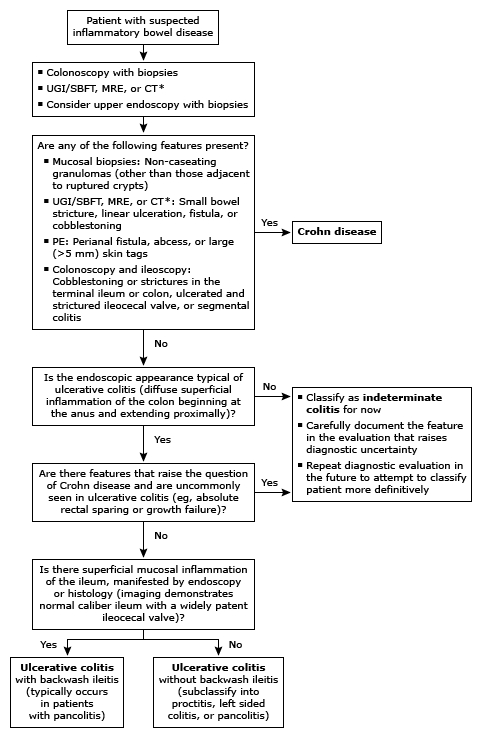 Patient with suspected
inflammatory bowel disease
▪ Colonoscopy with biopsies
▪ UGI/SBFT, MRE, or CT*
▪ Consider upper endoscopy with biopsies
Are any of the following features present?
▪ Mucosal biopsies: Non-caseating
granulomas (other than those adjacent
to ruptured crypts)
▪ UGI/SBFT, MRE, or CT*: Small bowel
stricture, linear ulceration, fistula, or
cobblestoning
▪ PE: Perianal fistula, abcess, or large
(>5 mm) skin tags
▪ Colonoscopy and ileoscopy:
Cobblestoning or strictures in the
terminal ileum or colon, ulcerated and
strictured ileocecal valve, or segmental
colitis
Yes
Crohn disease
No
Is the endoscopic appearance typical of
ulcerative colitis (diffuse superficial
inflammation of the colon beginning at
the anus and extending proximally)?
No
▪ Classify as indeterminate
colitis for now
▪ Carefully document the feature
in the evaluation that raises
diagnostic uncertainty
▪ Repeat diagnostic evaluation in
the future to attempt to classify
patient more definitively
Yes
Are there features that raise the question
of Crohn disease and are uncommonly
seen in ulcerative colitis (eg, absolute
rectal sparing or growth failure)?
Yes
No
Is there superficial mucosal inflammation
of the ileum, manifested by endoscopy
or histology (imaging demonstrates
normal caliber ileum with a widely patent
ileocecal valve)?
Yes
No
Ulcerative colitis
with backwash ileitis
(typically occurs
in patients
with pancolitis)
Ulcerative colitis
without backwash ileitis
(subclassify into
proctitis, left sided
colitis, or pancolitis)